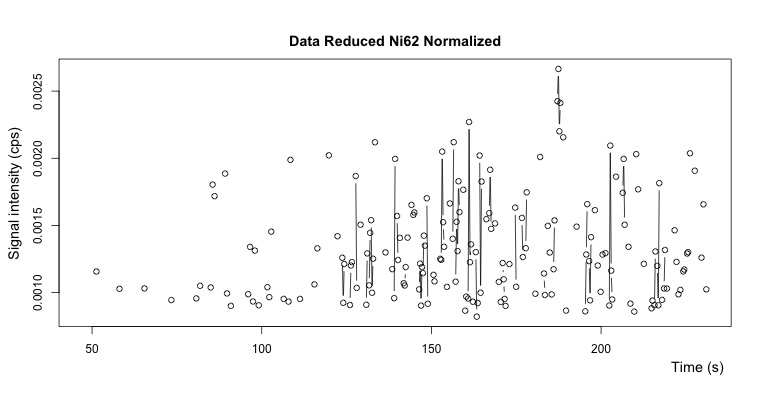 Data Reduced Ni62 Normalized
Signal intensity (cps)
0.0025
0.0020
0.0015
0.0010
50 100 150 200
Time (s)